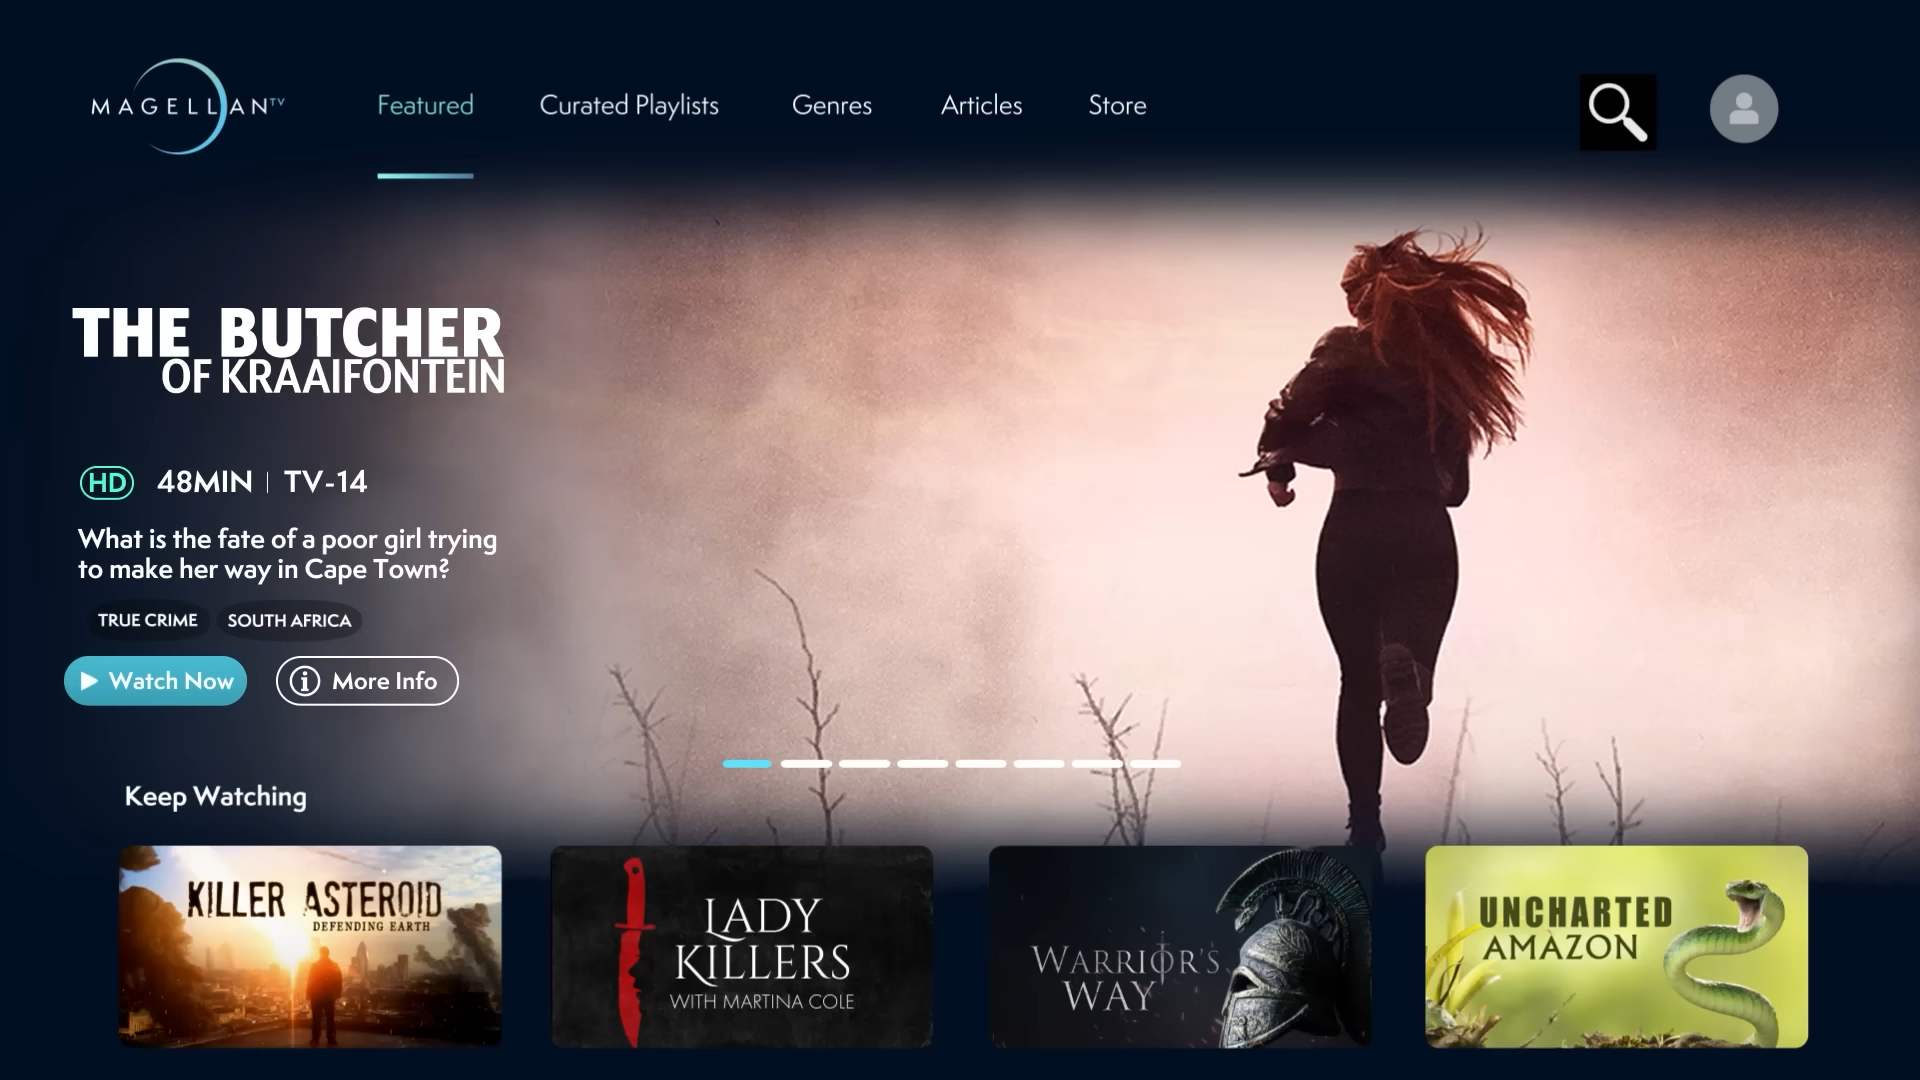 MAGELLAN TV
Featured
Curated Playlists
Genres
Articles
Store
THE BUTCHER
OF KRAAIFONTEIN
HD 48MIN | TV-14
What is the fate of a poor girl trying
to make her way in Cape Town?
TRUE CRIME SOUTH AFRICA
Watch Now
More Info
Keep Watching
KILLER ASTEROID
DEFENDING EARTH
LADY
KILLERS
WITH MARTINA COLE
WARRIOR'S
WAY
UNCHARTED
AMAZON